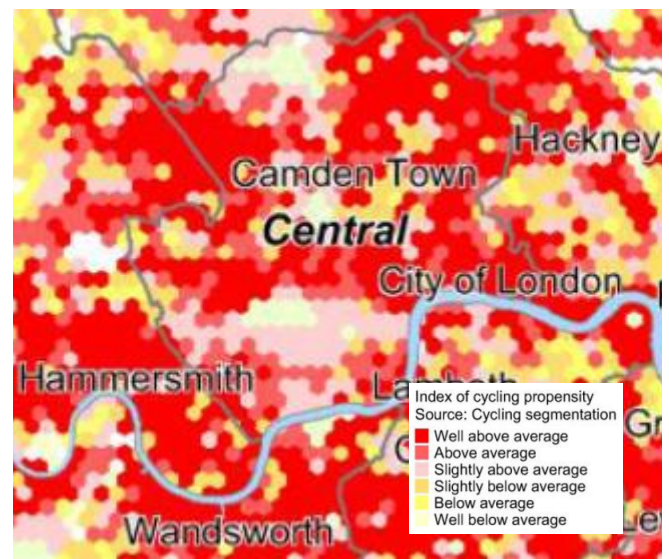 Hackney
Camden Town
Central
City of London
Hammersmith
Lambeth
Wandsworth
Index of cycling propensity
Source: Cycling segmentation
Well above average
Above average
Slightly above average
Slightly below average
Below average
Well below average